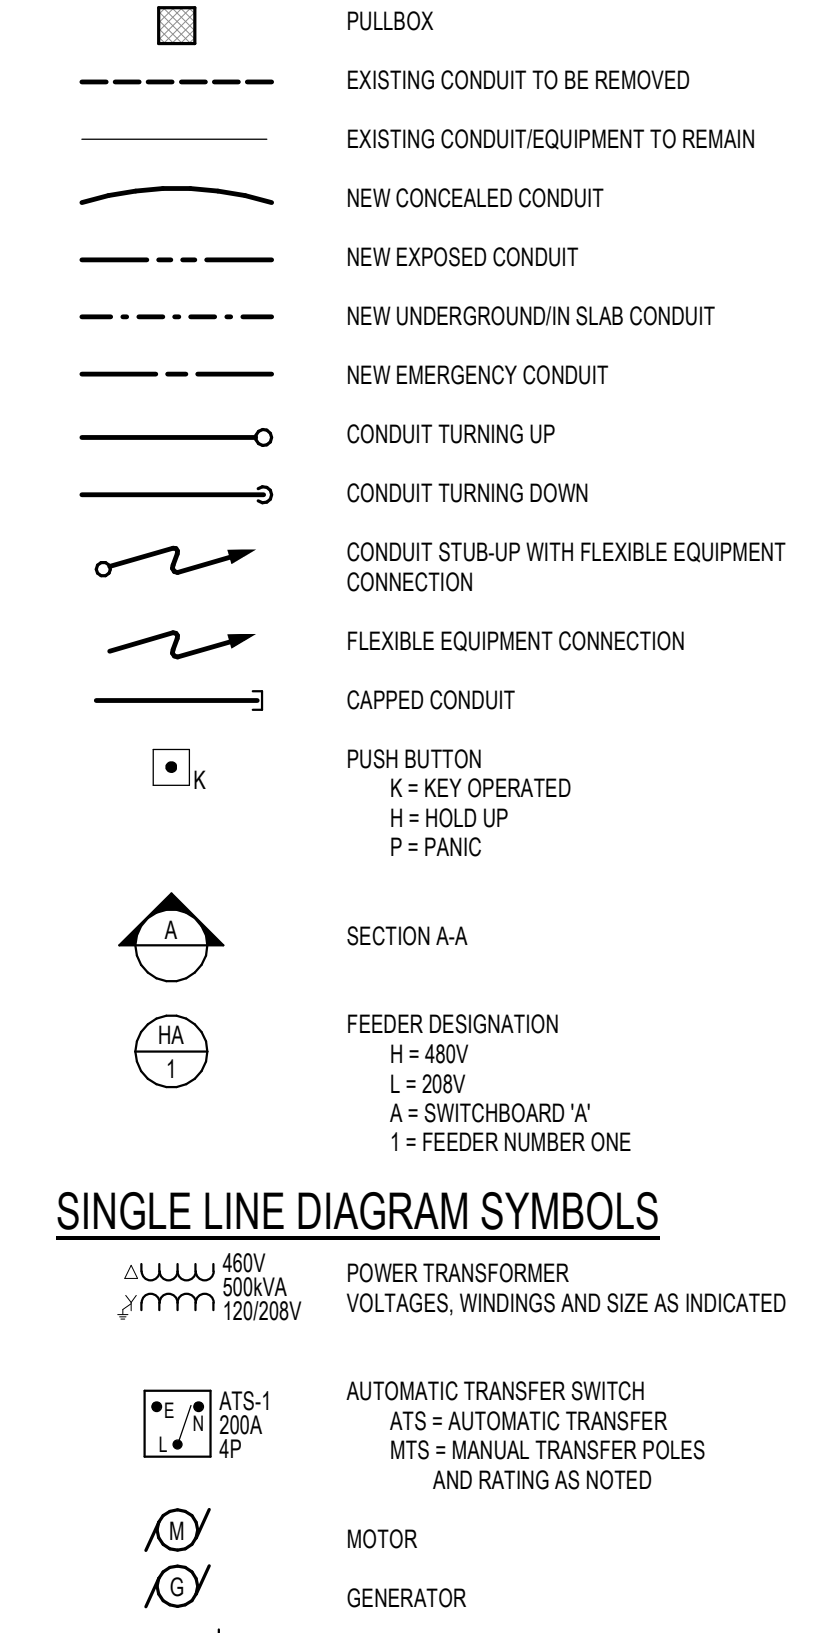 PULLBOX
EXISTING CONDUIT TO BE REMOVED
EXISTING CONDUIT/EQUIPMENT TO REMAIN
NEW CONCEALED CONDUIT
NEW EXPOSED CONDUIT
NEW UNDERGROUND/IN SLAB CONDUIT
NEW EMERGENCY CONDUIT
CONDUIT TURNING UP
CONDUIT TURNING DOWN
CONDUIT STUB-UP WITH FLEXIBLE EQUIPMENT
CONNECTION
FLEXIBLE EQUIPMENT CONNECTION
CAPPED CONDUIT
K
PUSH BUTTON
K = KEY OPERATED
H = HOLD UP
P = PANIC
A
SECTION A-A
HA
1
FEEDER DESIGNATION
H = 480V
L = 208V
A = SWITCHBOARD 'A'
1 = FEEDER NUMBER ONE
SINGLE LINE DIAGRAM SYMBOLS
460V
500kVA
120/208V
POWER TRANSFORMER
VOLTAGES, WINDINGS AND SIZE AS INDICATED
E
N
L
ATS-1
200A
4P
AUTOMATIC TRANSFER SWITCH
ATS = AUTOMATIC TRANSFER
MTS = MANUAL TRANSFER POLES
AND RATING AS NOTED
M
MOTOR
G
GENERATOR